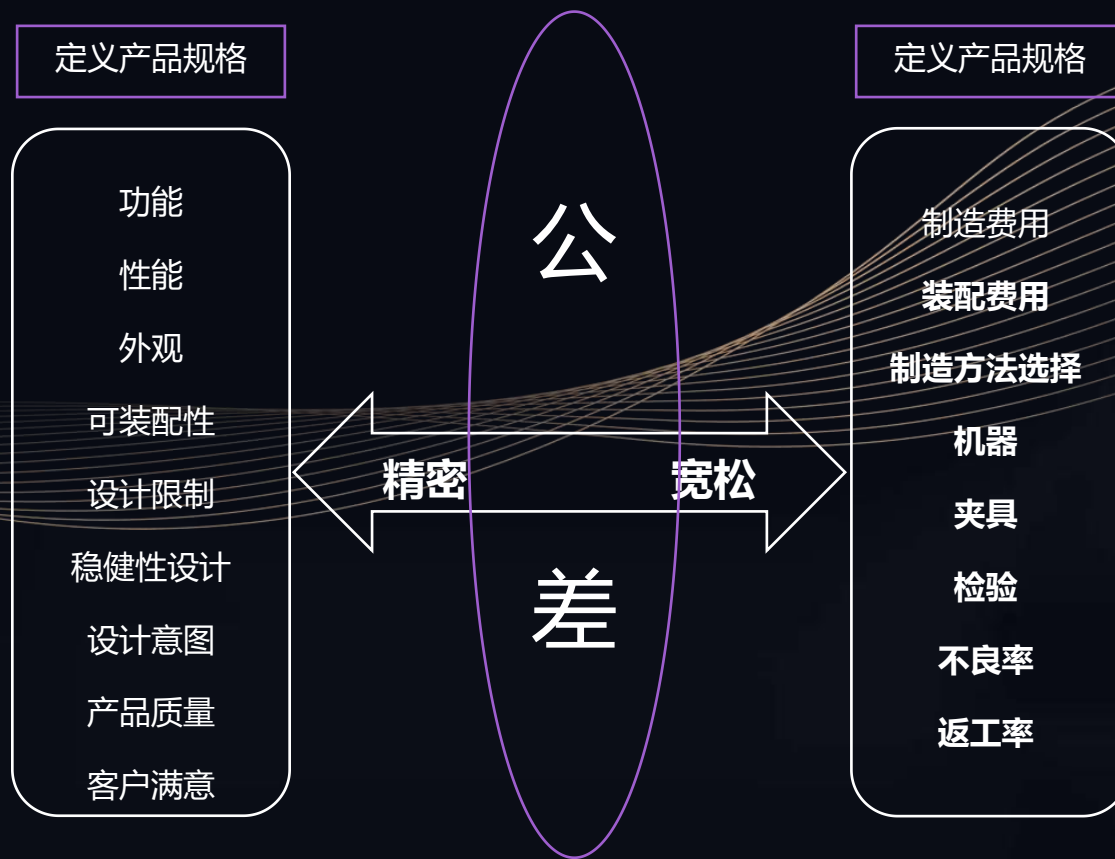 定义产品规格
功能
性能
外观
可装配性
设计限制
稳健性设计
设计意图
产品质量
客户满意
公
精密
宽松
差
定义产品规格
制造费用
装配费用
制造方法选择
机器
夹具
检验
不良率
返工率